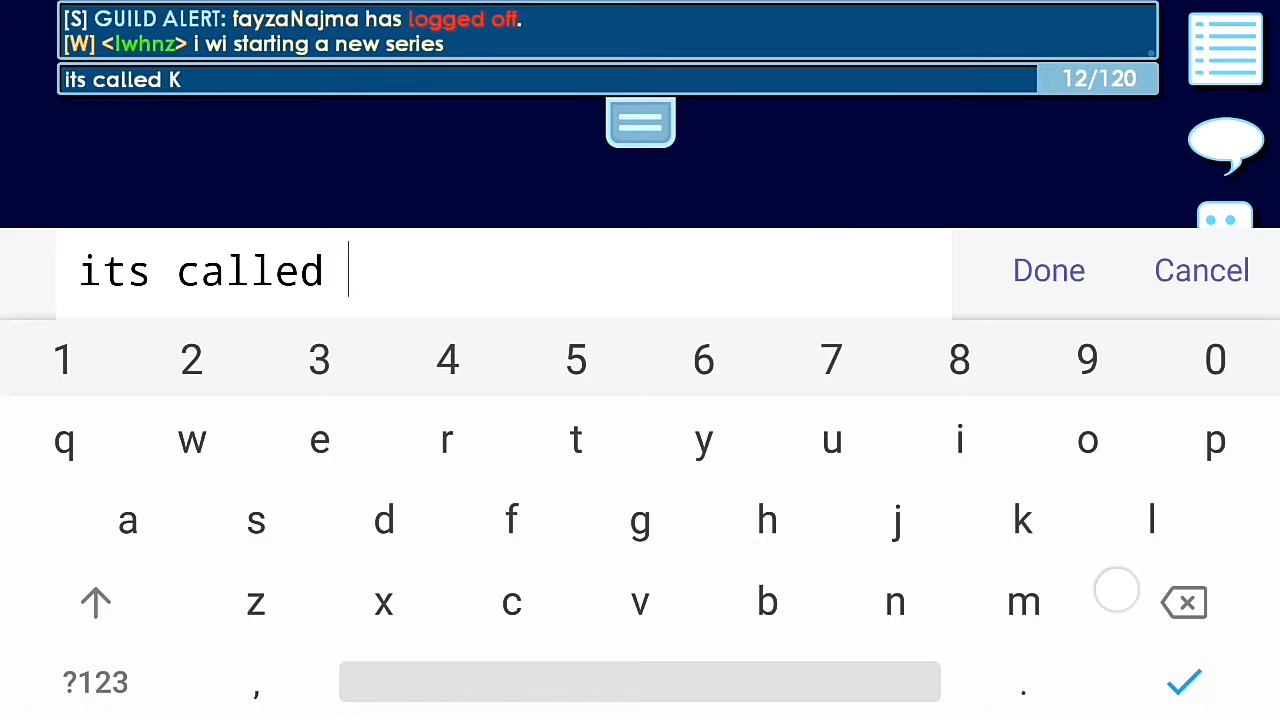 [S] GUILD ALERT: fayzaNajma has logged off.
[W] <lwhnz> i wi starting a new series
its called K 12/120
its called Done Cancel
1 2 3 4 5 6 7 8 9 0
q w e r t y u i o p
a s d f g h j k l
z x c v b n m
?123 , .